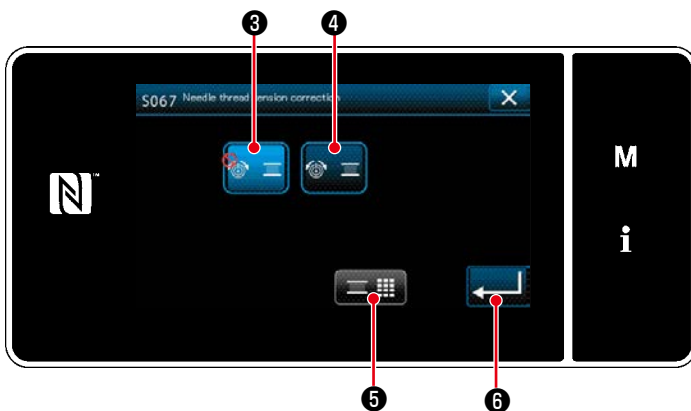 ❸ ❹
S067 Needle thread tension correction
M
i
❺ ❻